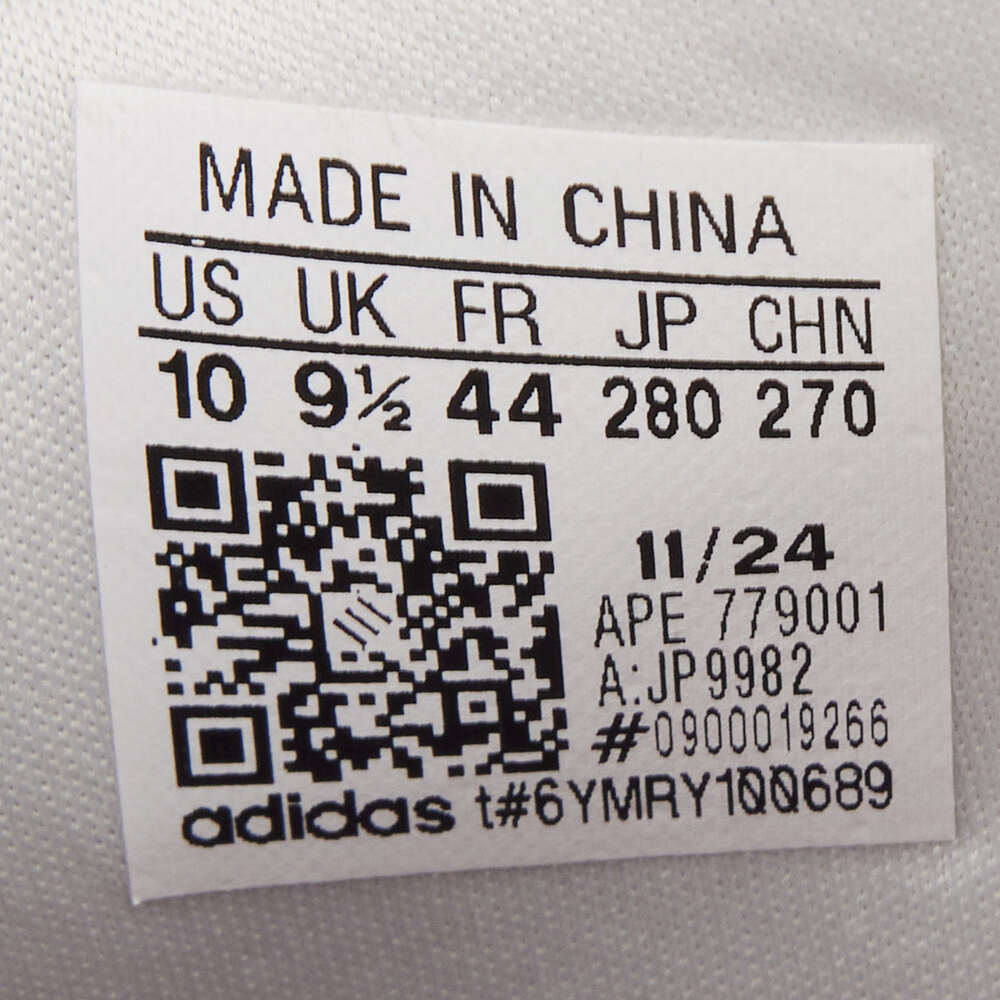 MADE IN CHINA
US UK FR JP CHN
10 9½ 44 280 270
11/24
APE 779001
A:JP9982
#0900019266
adidas t#6YMRY100689